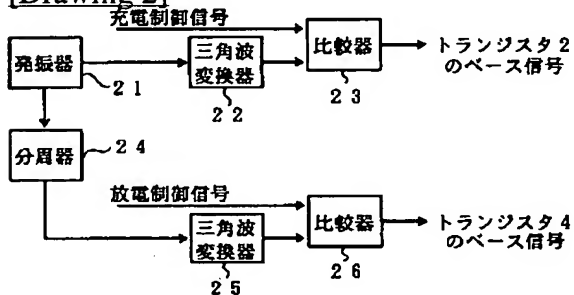 [Drawing 2]
充電制御信号
発振器
21
三角波
変換器
22
比較器
23
トランジスタ2
のベース信号
分周器
24
放電制御信号
三角波
変換器
25
比較器
26
トランジスタ4
のベース信号